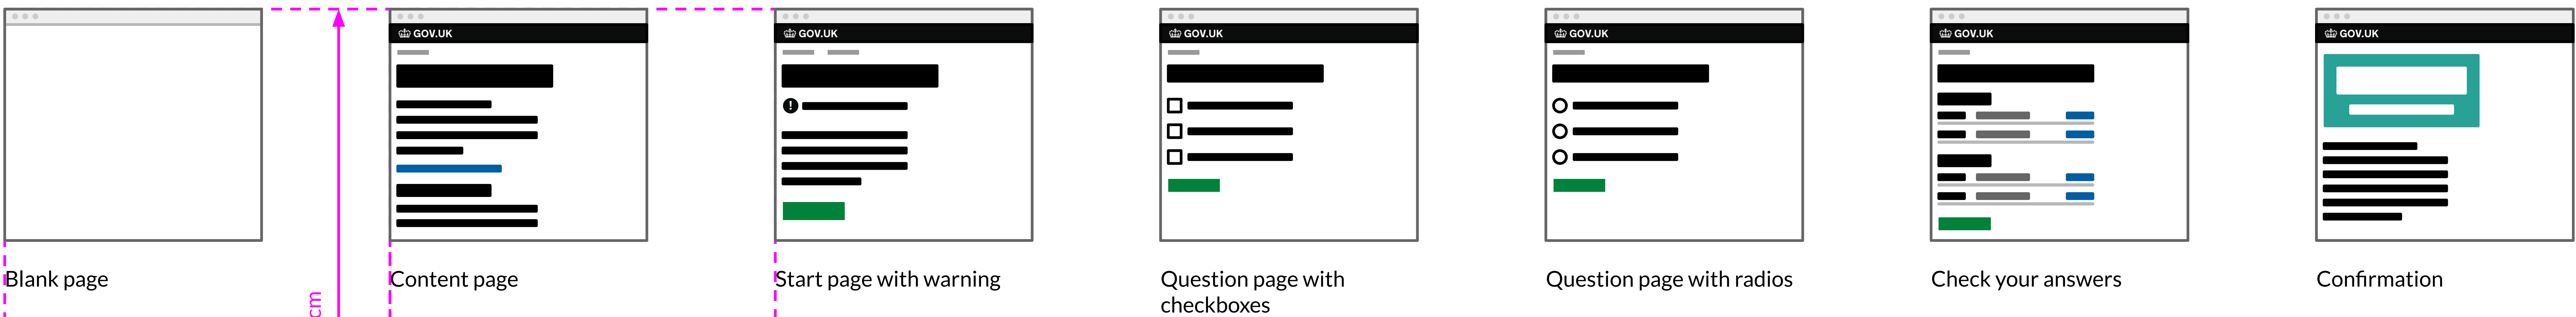 GOV.UK
GOV.UK
GOV.UK
GOV.UK
GOV.UK
GOV.UK
!
Blank page
cm
Content page
Start page with warning
Question page with
checkboxes
Question page with radios
Check your answers
Confirmation